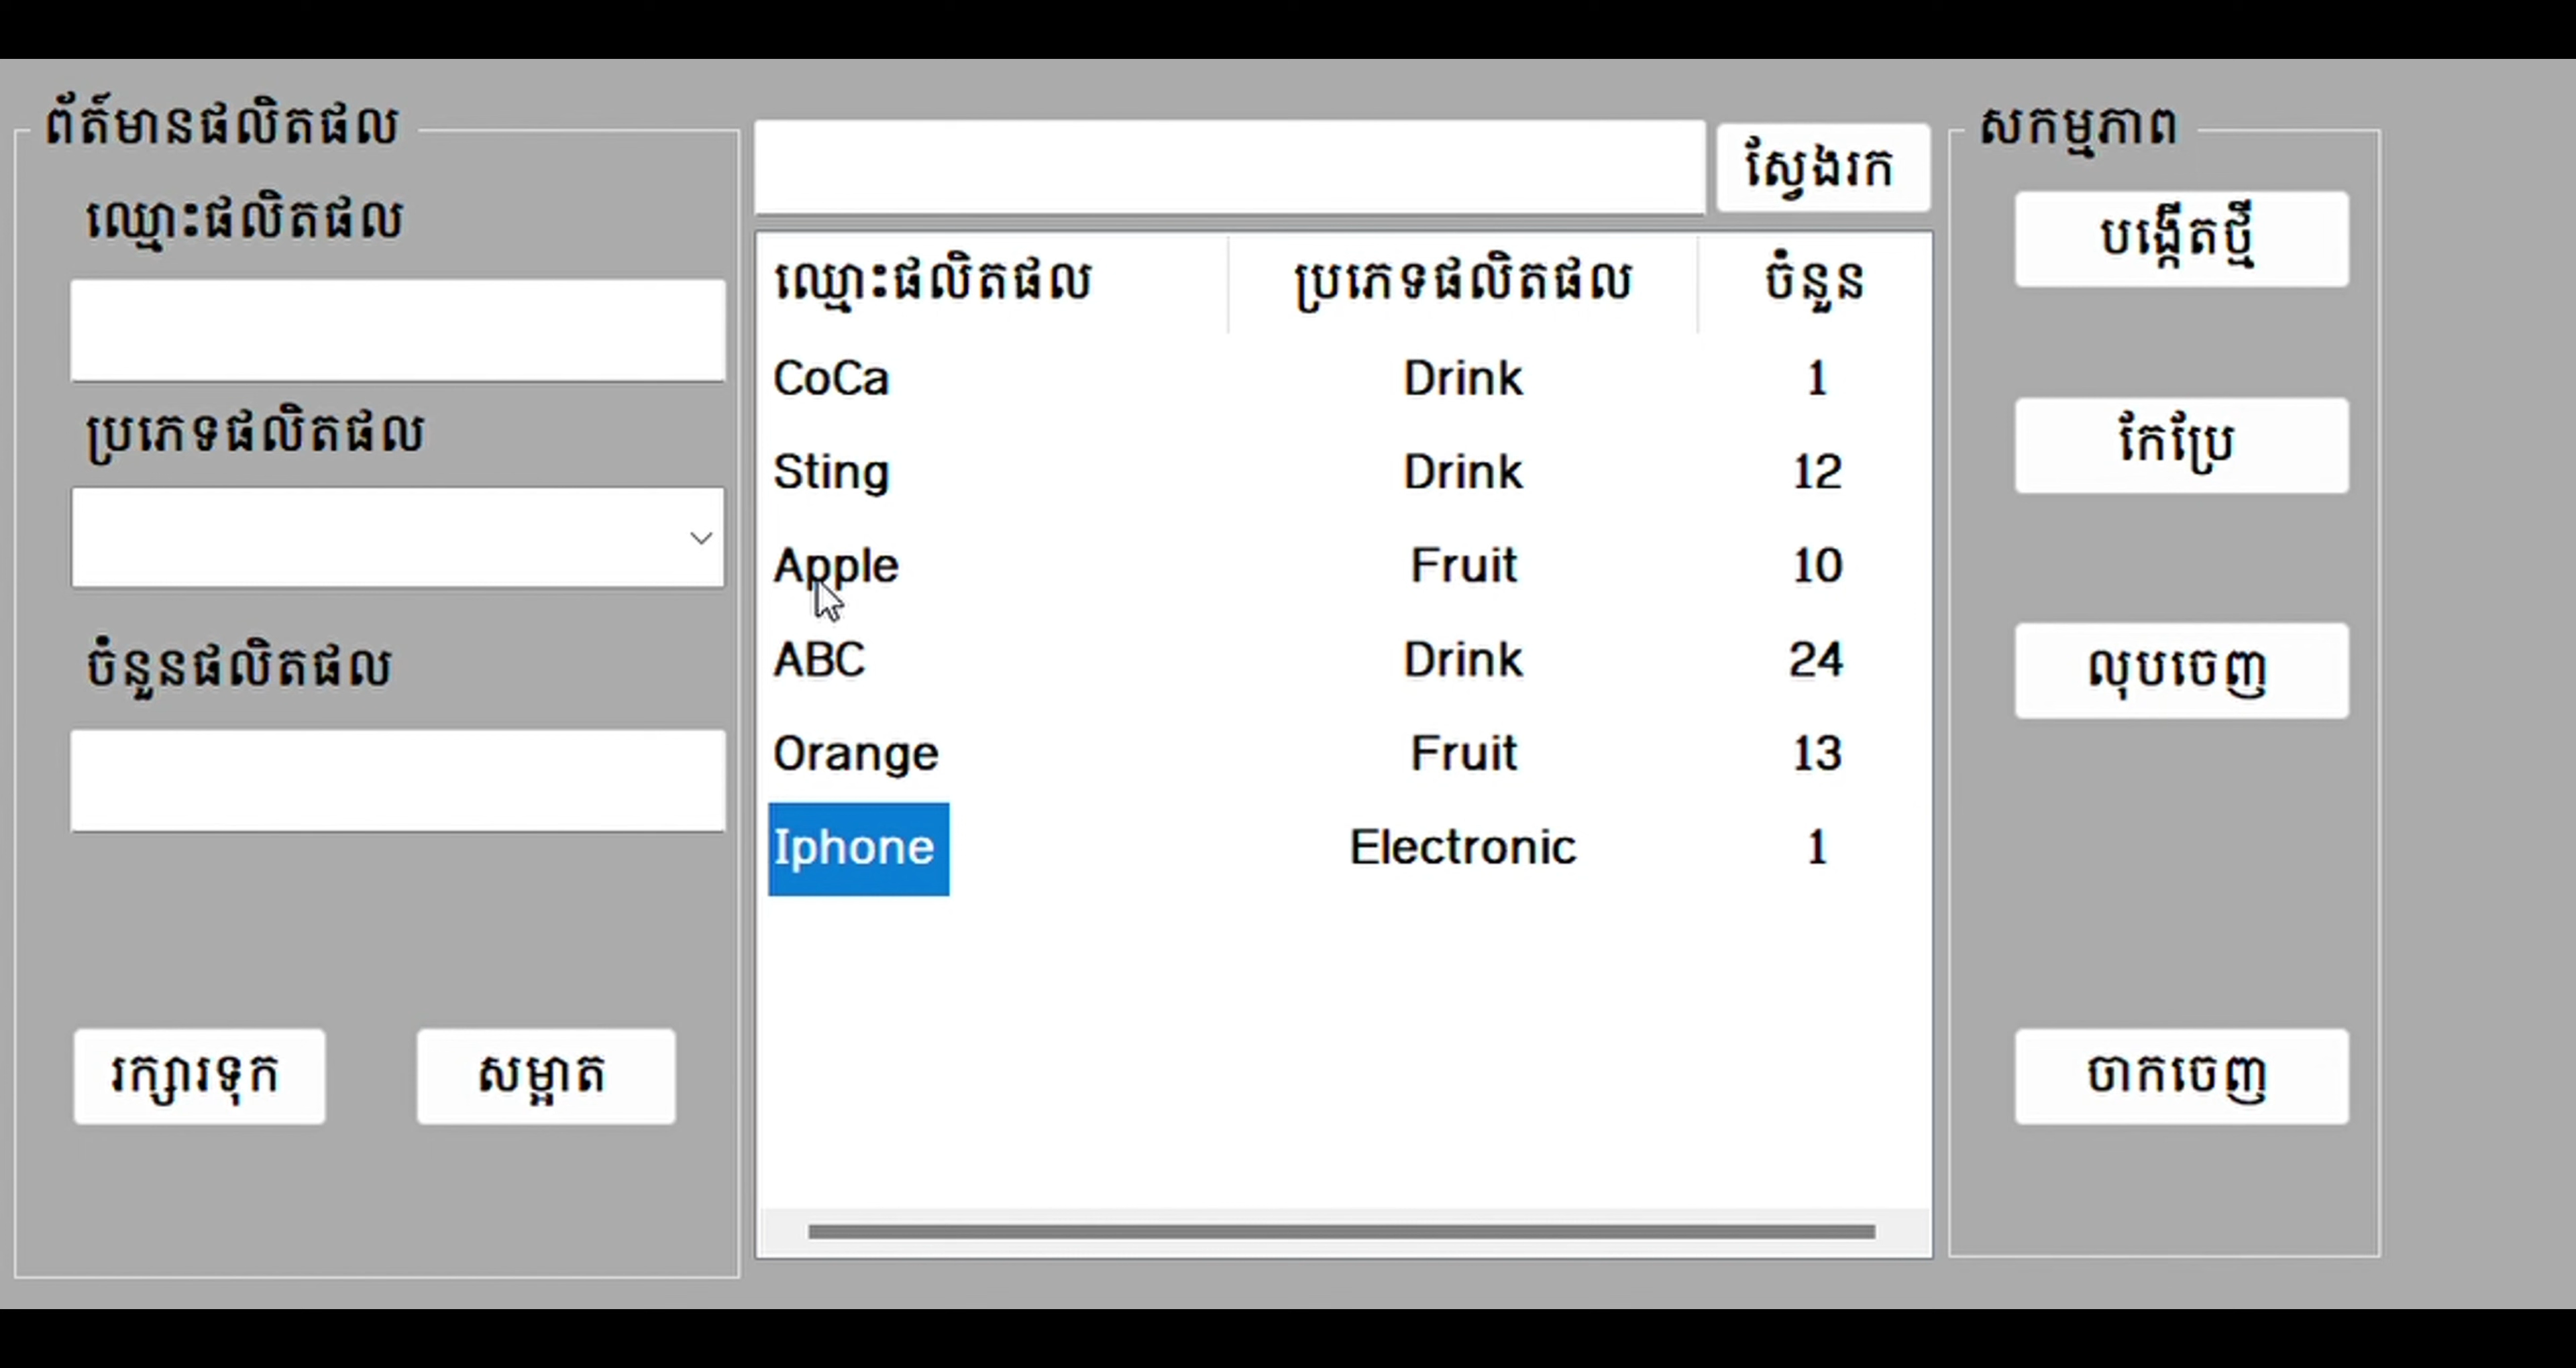 ព័ត៍មានផលិតផល
ឈ្មោះផលិតផល
ប្រភេទផលិតផល
ចំនួនផលិតផល
រក្សារទុក សម្អាត
ស្វែងរក
ឈ្មោះផលិតផល ប្រភេទផលិតផល ចំនួន
CoCa Drink 1
Sting Drink 12
Apple Fruit 10
ABC Drink 24
Orange Fruit 13
Iphone Electronic 1
សកម្មភាព
បង្កើតថ្មី
កែប្រែ
លុបចេញ
ចាកចេញ